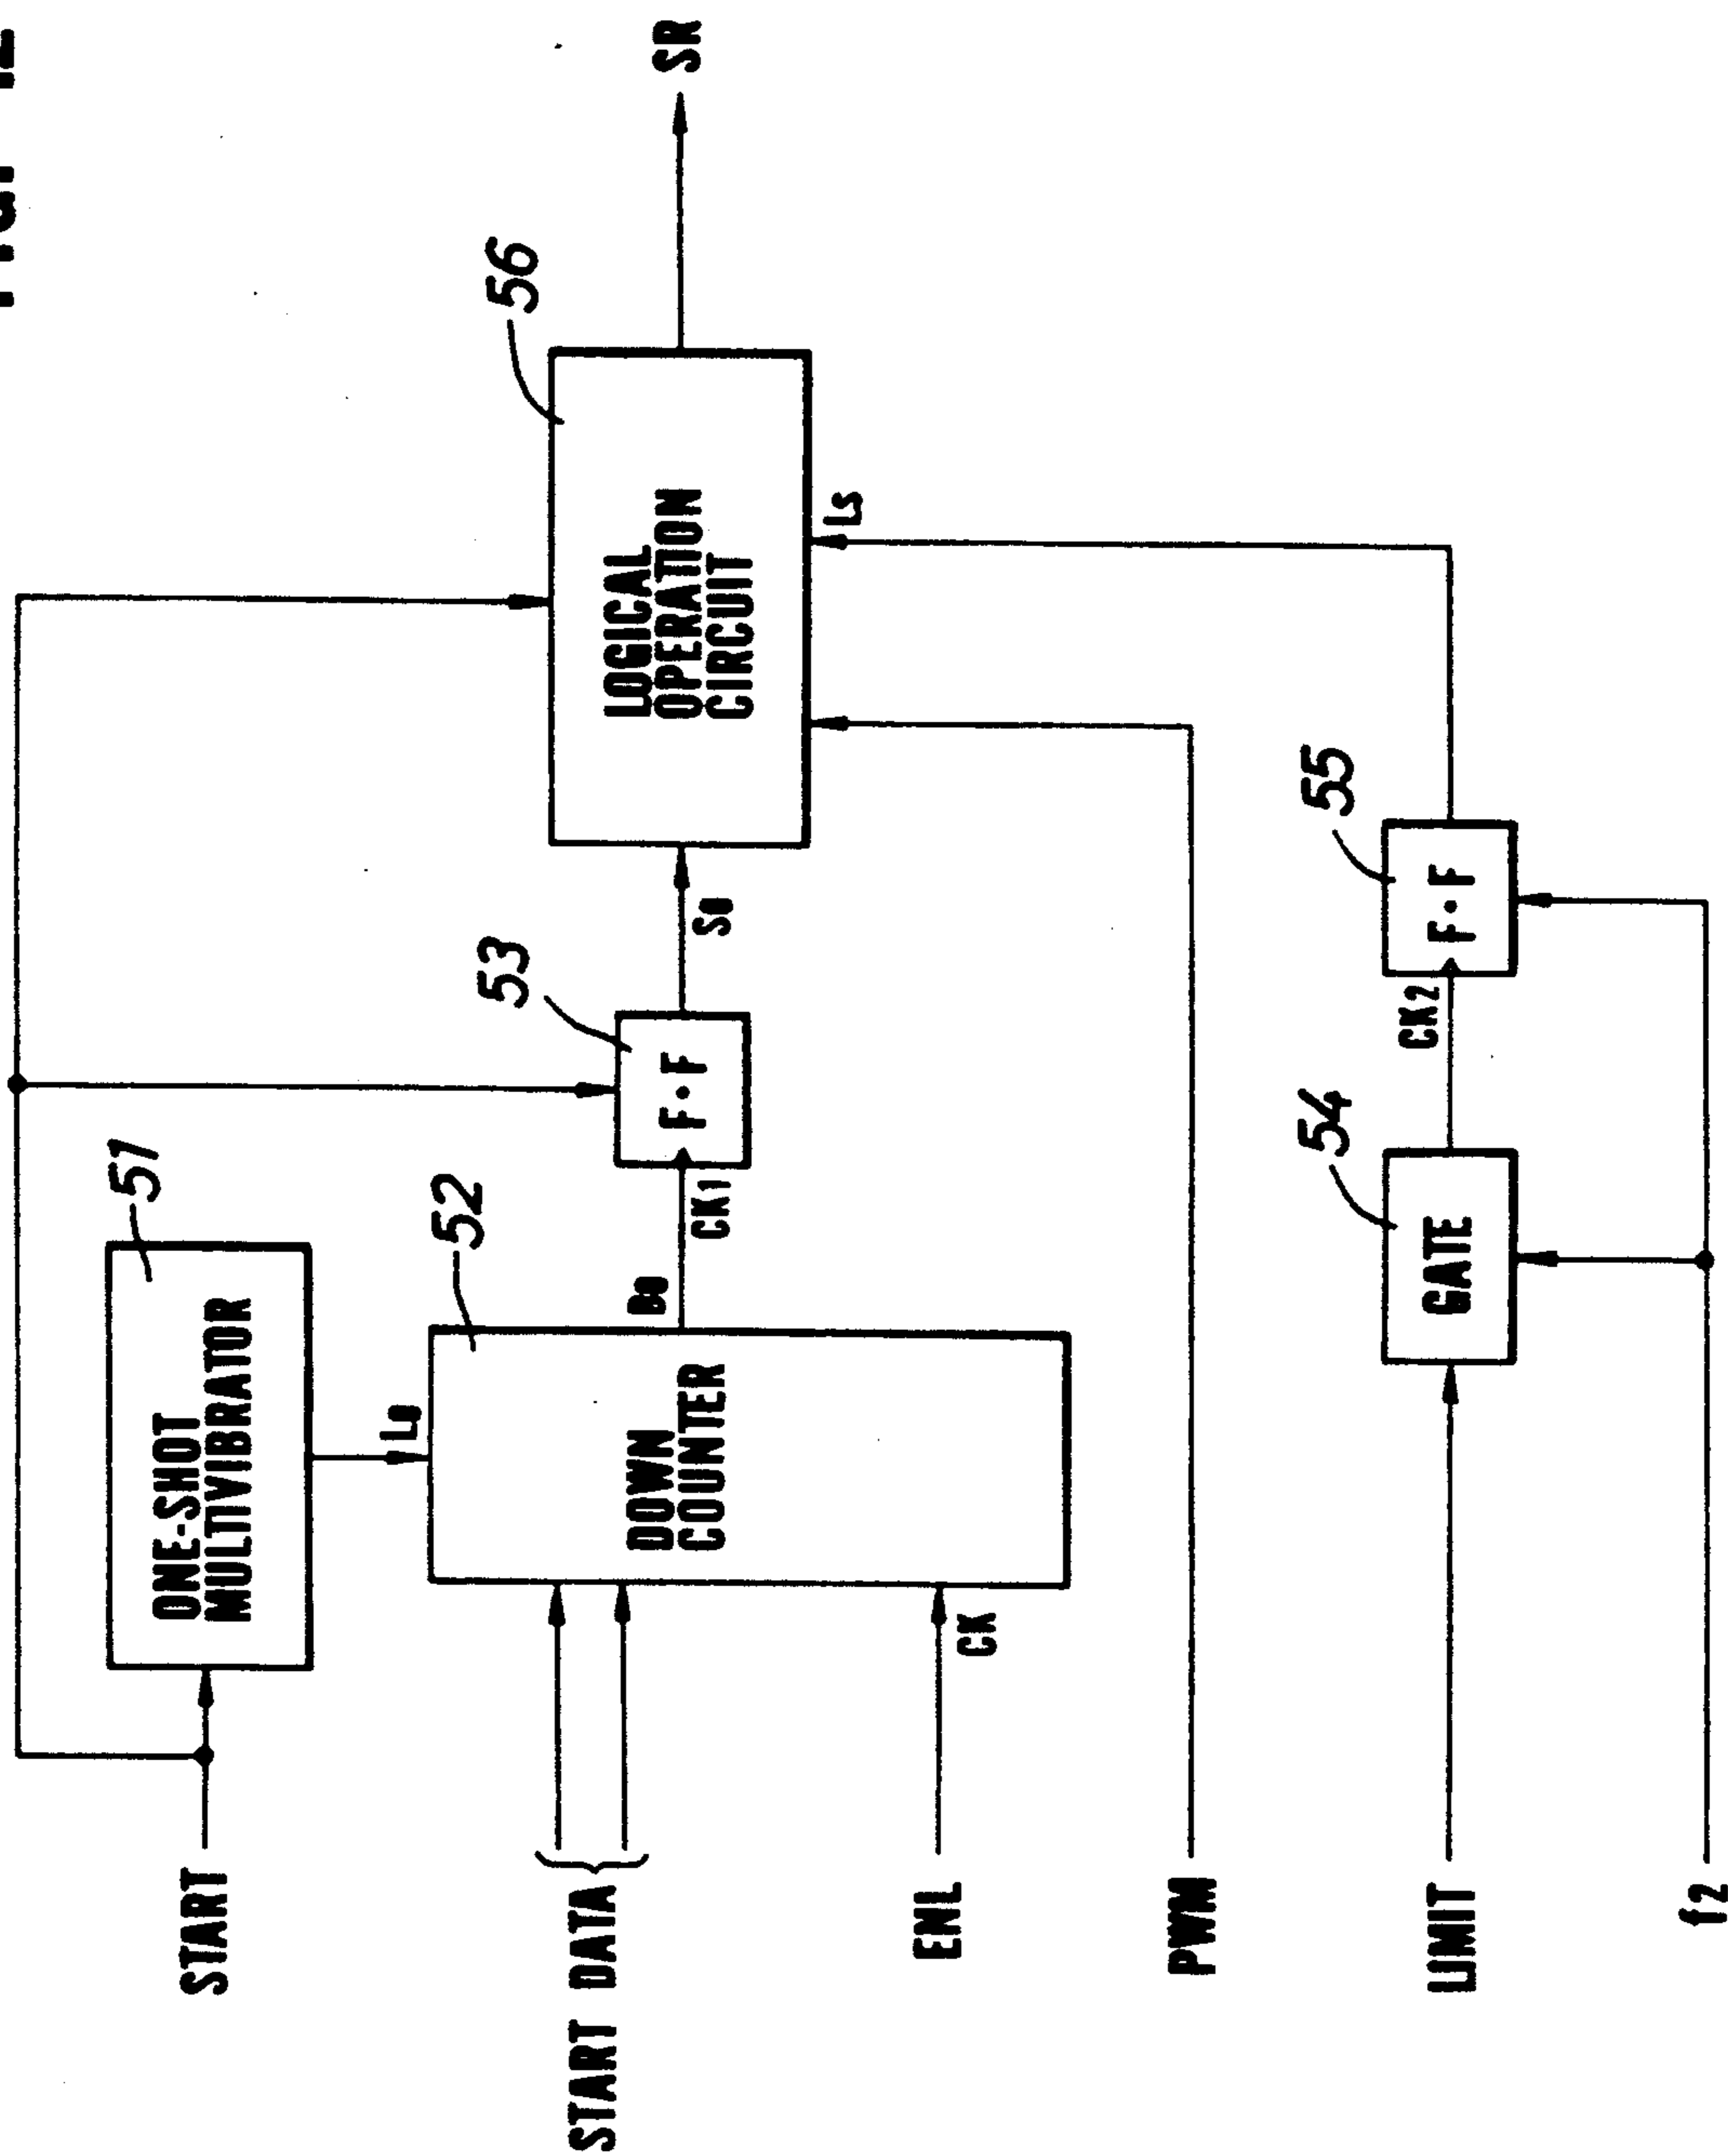 START
ONE-SHOT
MULTIVIBRATOR
51
START DATA
Lo
DOWN
COUNTER
52
Bo
CK1
F·F
53
So
LOGICAL
OPERATION
CIRCUIT
56
SR
ENL
CK
PWM
Ls
LIMIT
GATE
54
CK2
F·F
55
f2